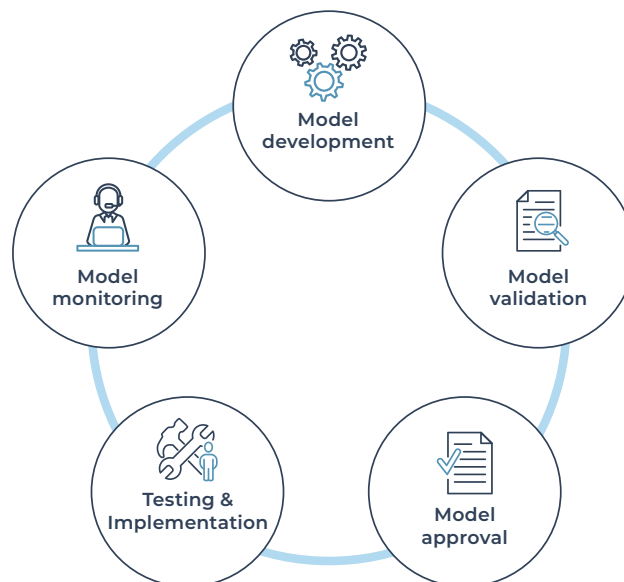 Model
development
Model
validation
Model
approval
Testing &
Implementation
Model
monitoring